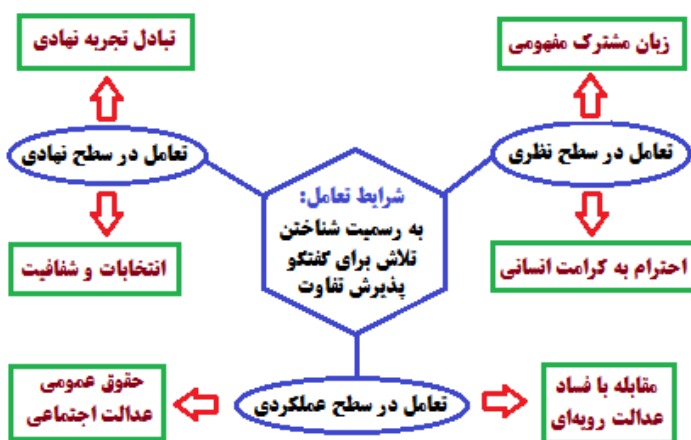 زبان مشترک مفهومی
تبادل تجربه نهادی
تعامل در سطح نظری
تعامل در سطح نهادی
شرایط تعامل:
به رسمیت شناختن
تلاش برای گفتگو
پذیرش تفاوت
احترام به کرامت انسانی
انتخابات و شفافیت
مقابله با فساد
عدالت رویه‌ای
تعامل در سطح عملکردی
حقوق عمومی
عدالت اجتماعی